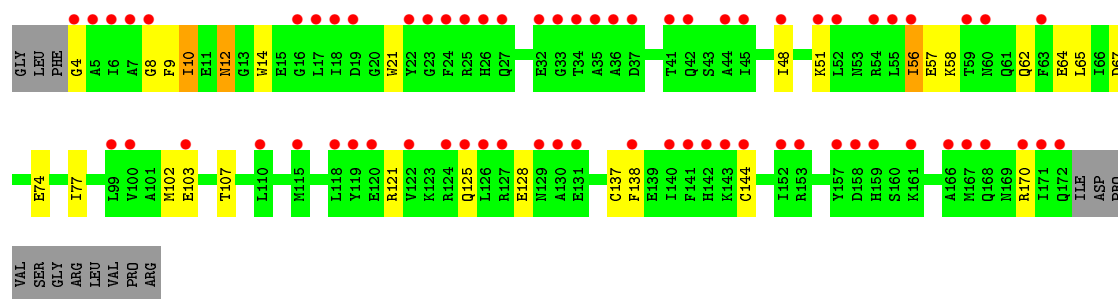 GLY LEU PHE G4 A5 I6 A7 G8 F9 I10 E11 N12 G13 W14 E15 G16 L17 I18 D19 G20 W21 Y22 G23 F24 R25 H26 Q27 E32 G33 T34 A35 A36 D37 T41 Q42 S43 A44 I45 I48 K51 L52 N53 R54 L55 I56 E57 K58 T59 N60 Q61 Q62 F63 E64 L65 I66 D67
E74 I77 L99 V100 A101 M102 E103 T107 L110 M115 L118 Y119 E120 R121 V122 K123 R124 Q125 L126 R127 E128 N129 A130 E131 C137 F138 E139 I140 F141 H142 K143 C144 I152 R153 Y157 D158 H159 S160 K161 A166 M167 Q168 N169 R170 I171 Q172 ILE ASP PRO
VAL SER GLY ARG LEU VAL PRO ARG